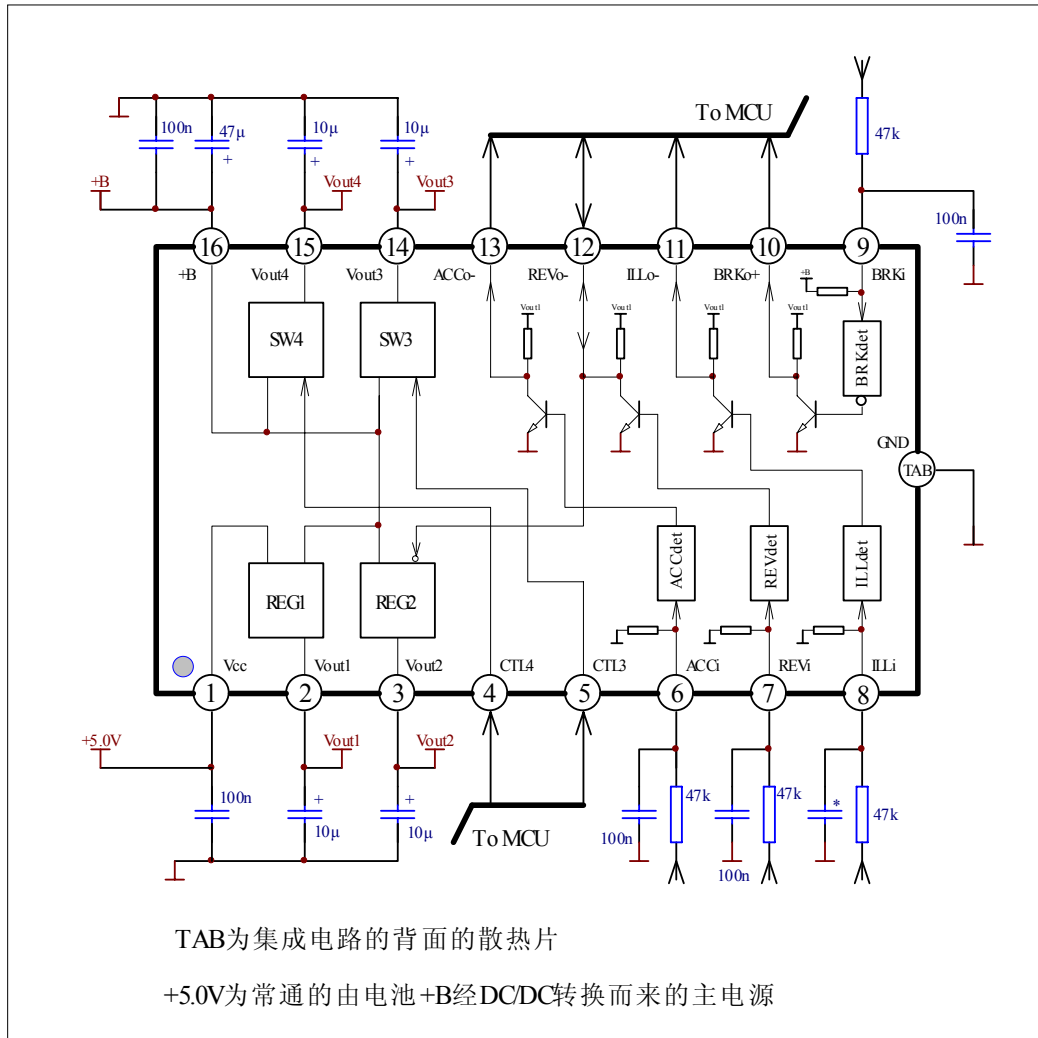 To MCU
100n
47μ
+
10μ
+
10μ
+
47k
+B
Vout4
Vout3
100n
16
15
14
13
12
11
10
9
+B
Vout4
Vout3
ACCo-
REVo-
ILLo-
BRKo+
BRKi
+B
Vout1
Vout1
Vout1
Vout1
SW4
SW3
BRKdet
GND
TAB
ACCdet
REVdet
ILLdet
REG1
REG2
Vcc
Vout1
Vout2
CTL4
CTL3
ACCi
REVi
ILLi
1
2
3
4
5
6
7
8
+5.0V
Vout1
Vout2
100n
+
10μ
+
10μ
To MCU
47k
100n
47k
100n
*
47k
TAB为集成电路的背面的散热片
+5.0V为常通的由电池+B经DC/DC转换而来的主电源